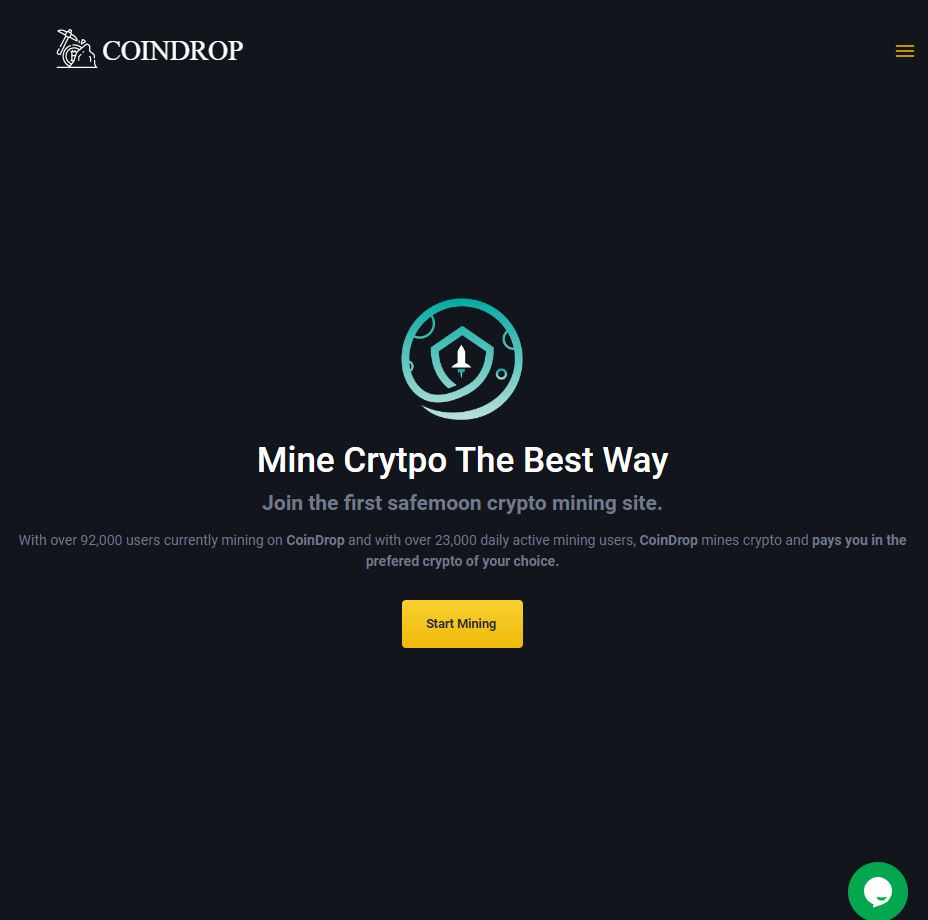 COINDROP
Mine Crytpo The Best Way
Join the first safemoon crypto mining site.
With over 92,000 users currently mining on CoinDrop and with over 23,000 daily active mining users, CoinDrop mines crypto and pays you in the
prefered crypto of your choice.
Start Mining